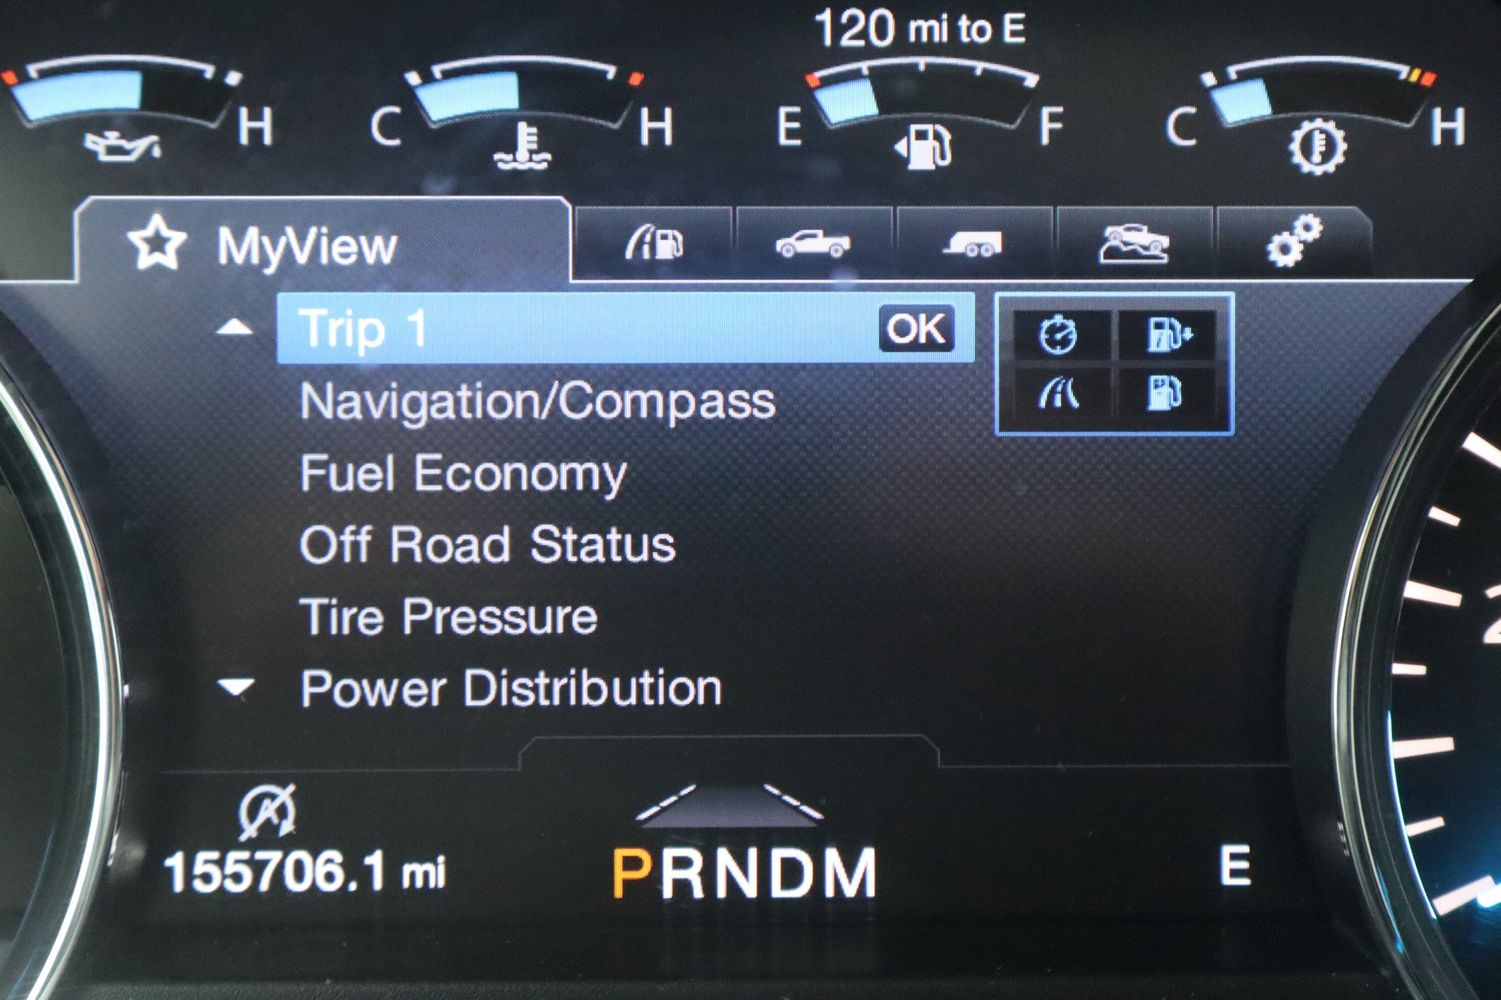 120 mi to E
H C H E F C H
MyView
Trip 1 OK
Navigation/Compass
Fuel Economy
Off Road Status
Tire Pressure
Power Distribution
155706.1 mi
PRNDM
E